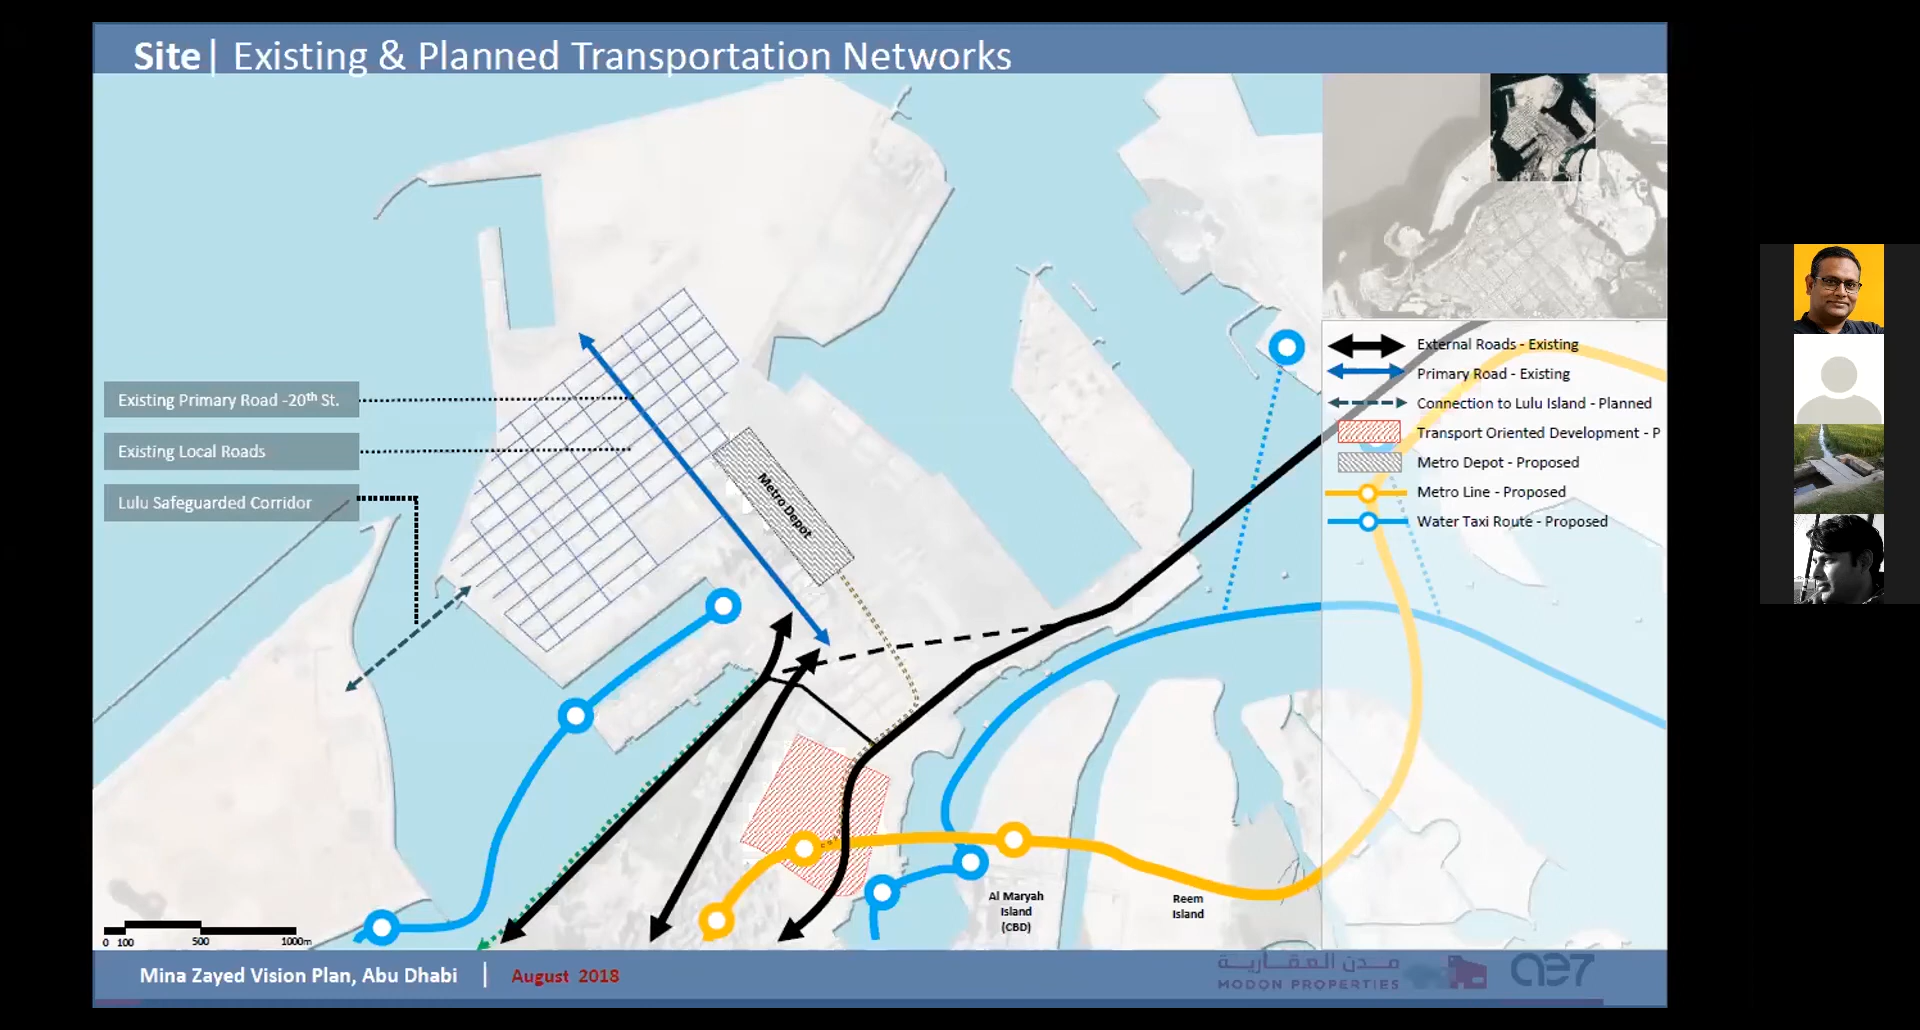 Site| Existing & Planned Transportation Networks
External Roads - Existing
Primary Road - Existing
Connection to Lulu Island - Planned
Transport Oriented Development - P
Metro Depot - Proposed
Metro Line - Proposed
Water Taxi Route - Proposed
Existing Primary Road -20th St.
Existing Local Roads
Lulu Safeguarded Corridor
Metro Depot
Al Maryah
Island
(CBD)
Reem
Island
0 100 500 1000m
Mina Zayed Vision Plan, Abu Dhabi | August 2018
مدن العقارية
MODON PROPERTIES
ae7